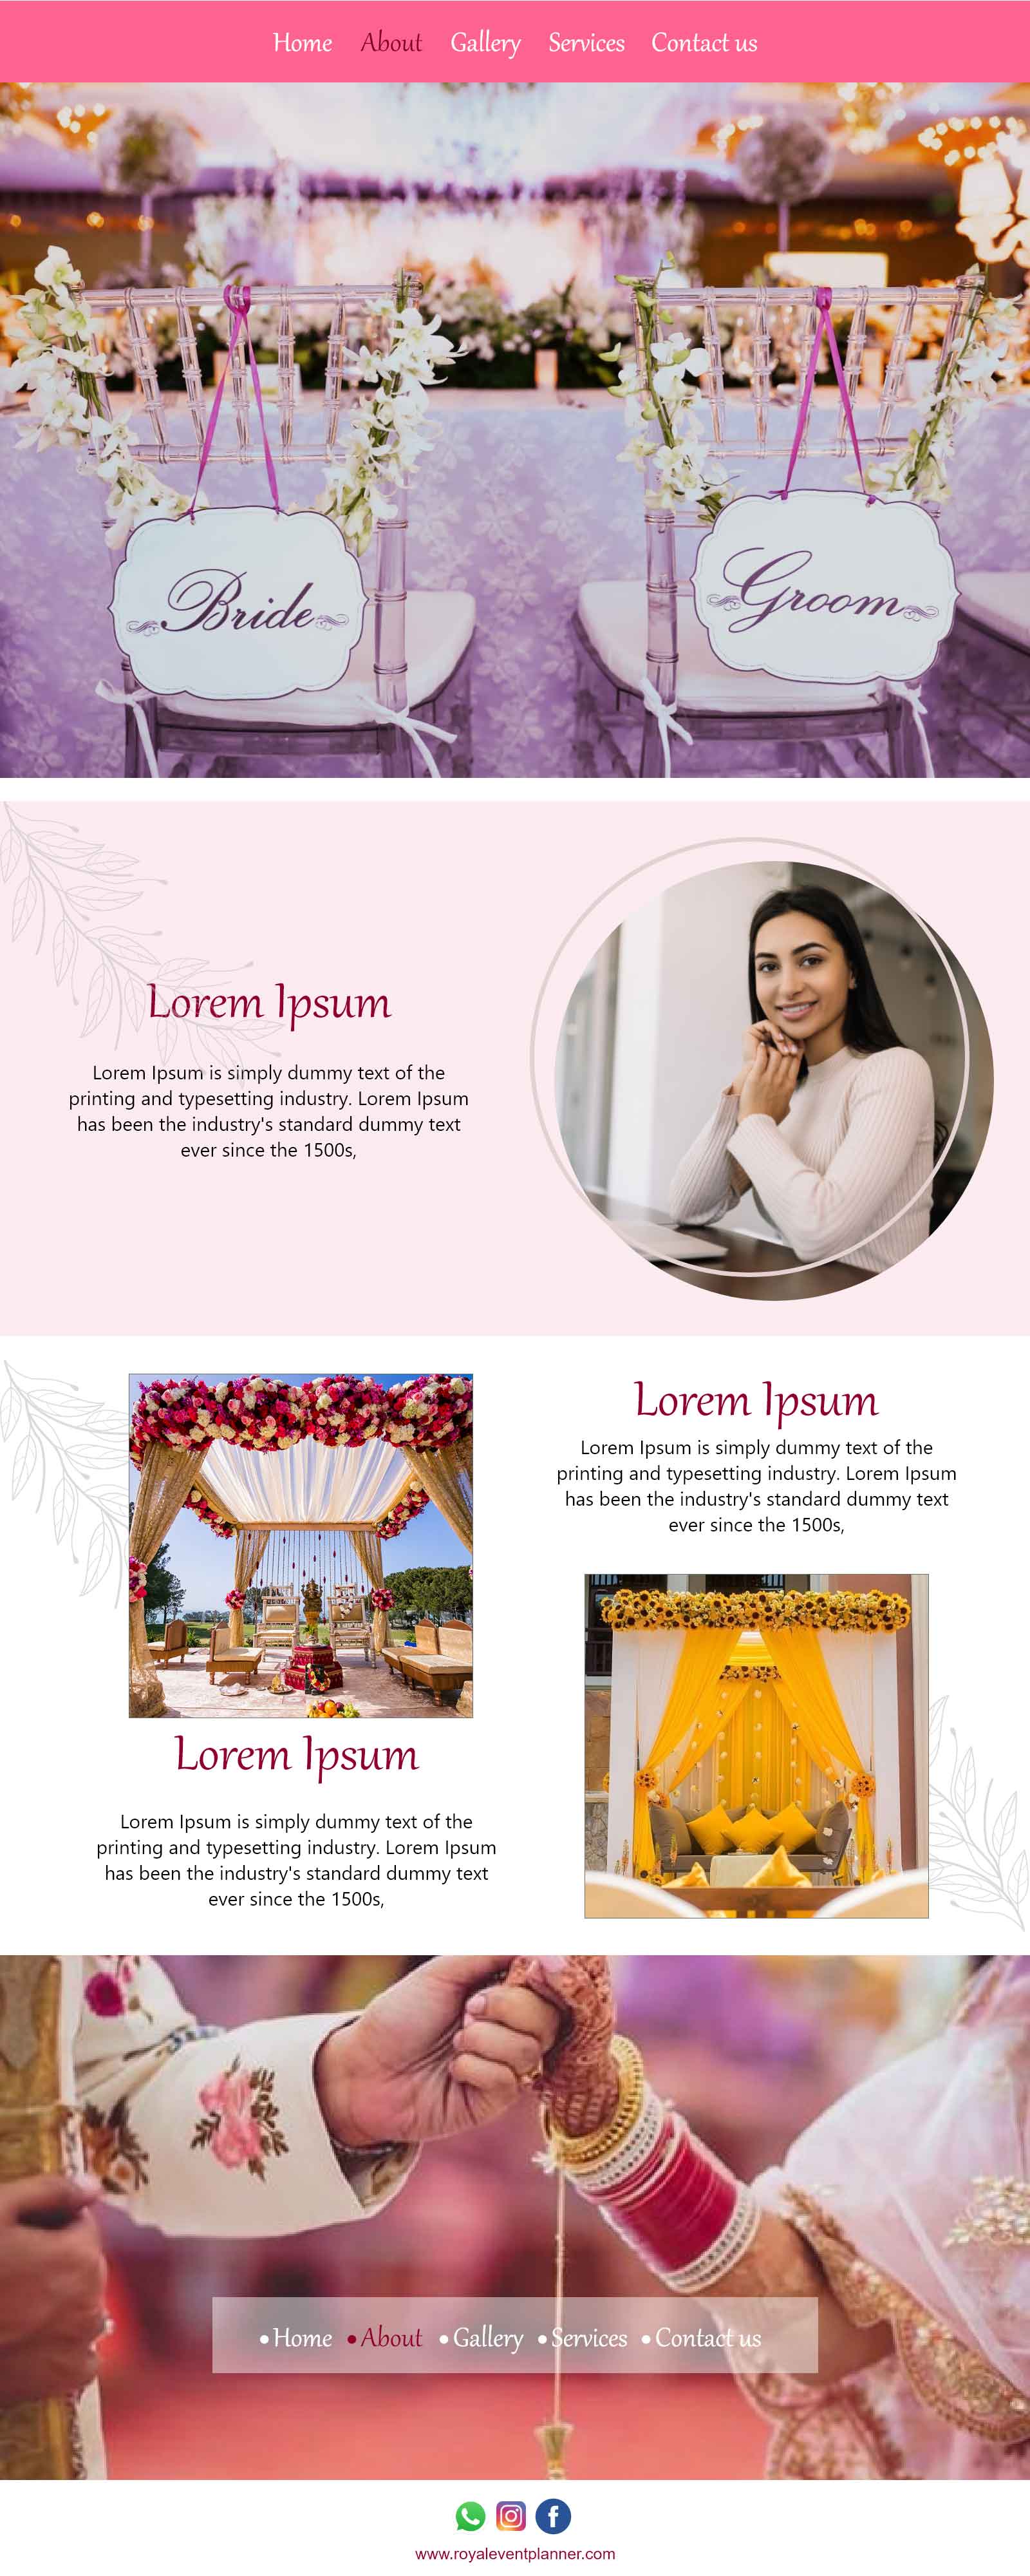 Home About Gallery Services Contact us
Bride
Groom
Lorem Ipsum
Lorem Ipsum is simply dummy text of the
printing and typesetting industry. Lorem Ipsum
has been the industry's standard dummy text
ever since the 1500s,
Lorem Ipsum
Lorem Ipsum is simply dummy text of the
printing and typesetting industry. Lorem Ipsum
has been the industry's standard dummy text
ever since the 1500s,
Lorem Ipsum
Lorem Ipsum is simply dummy text of the
printing and typesetting industry. Lorem Ipsum
has been the industry's standard dummy text
ever since the 1500s,
• Home • About • Gallery • Services • Contact us
www.royaleventplanner.com